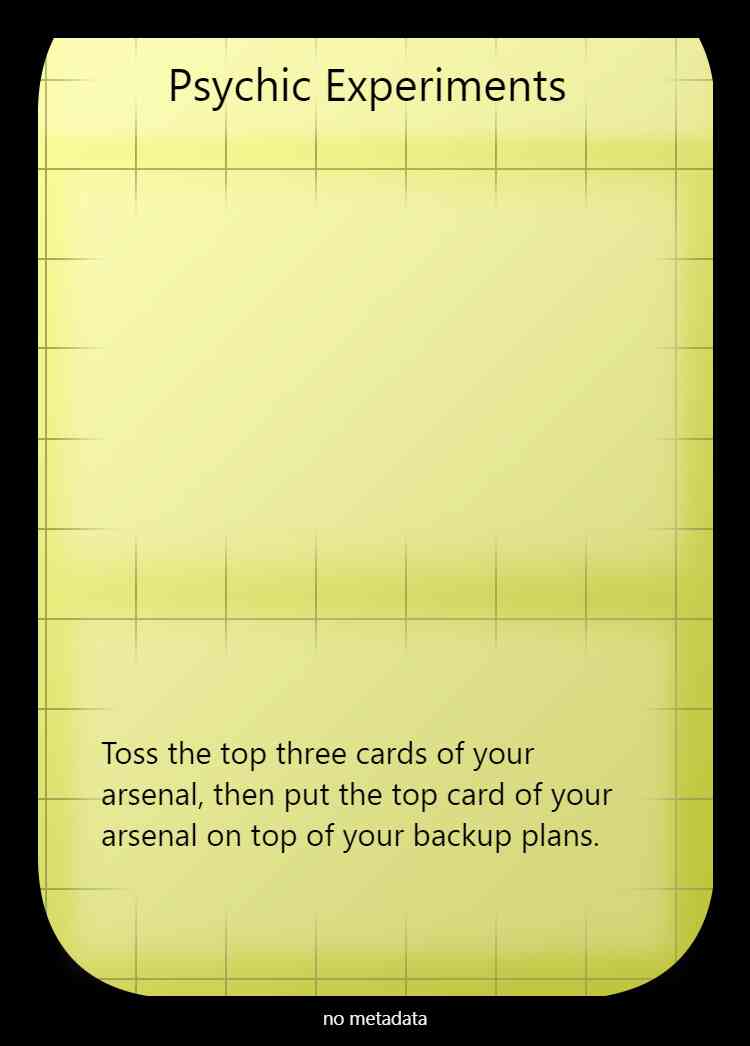 Psychic Experiments
Toss the top three cards of your
arsenal, then put the top card of your
arsenal on top of your backup plans.
no metadata